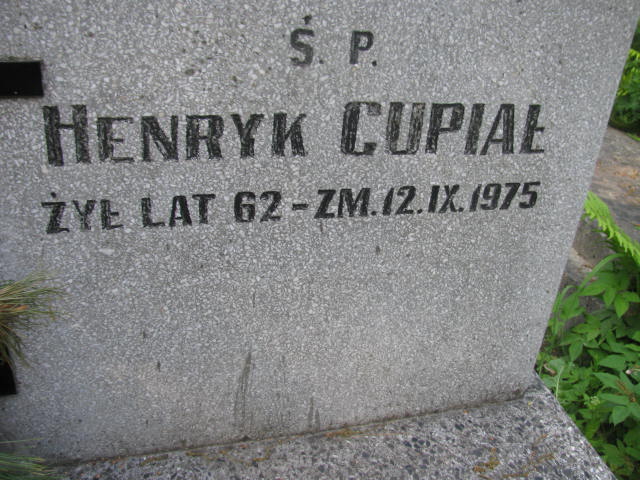 Ś. P.
HENRYK CUPIAŁ
ŻYŁ LAT 62 - ZM. 12. IX. 1975